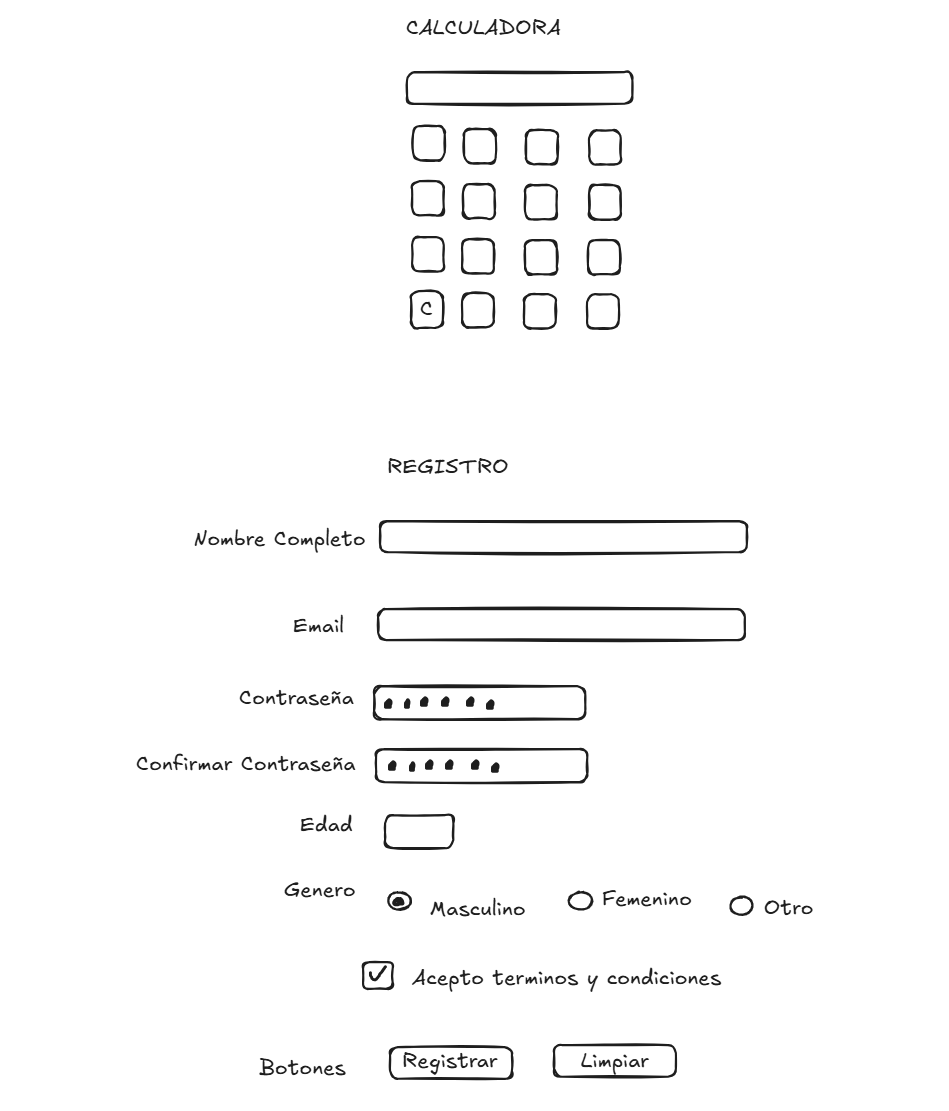 CALCULADORA
C
REGISTRO
Nombre Completo
Email
Contraseña
Confirmar Contraseña
Edad
Genero
Masculino Femenino Otro
Acepto terminos y condiciones
Botones Registrar Limpiar